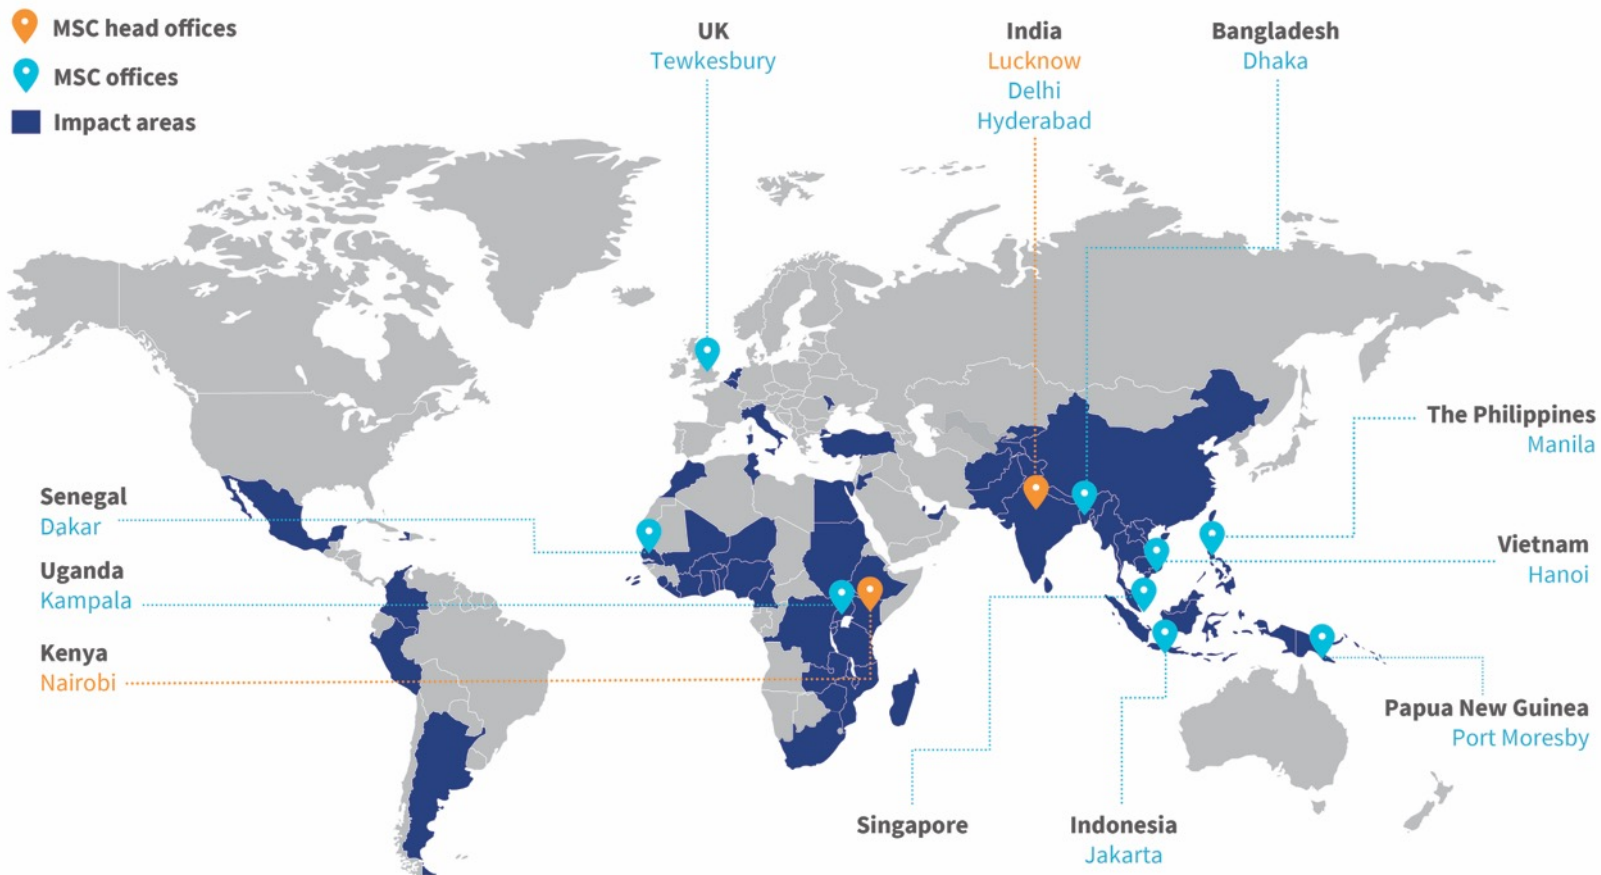 MSC head offices
MSC offices
Impact areas
UK
Tewkesbury
India
Lucknow
Delhi
Hyderabad
Bangladesh
Dhaka
The Philippines
Manila
Senegal
Dakar
Vietnam
Hanoi
Uganda
Kampala
Kenya
Nairobi
Papua New Guinea
Port Moresby
Singapore
Indonesia
Jakarta